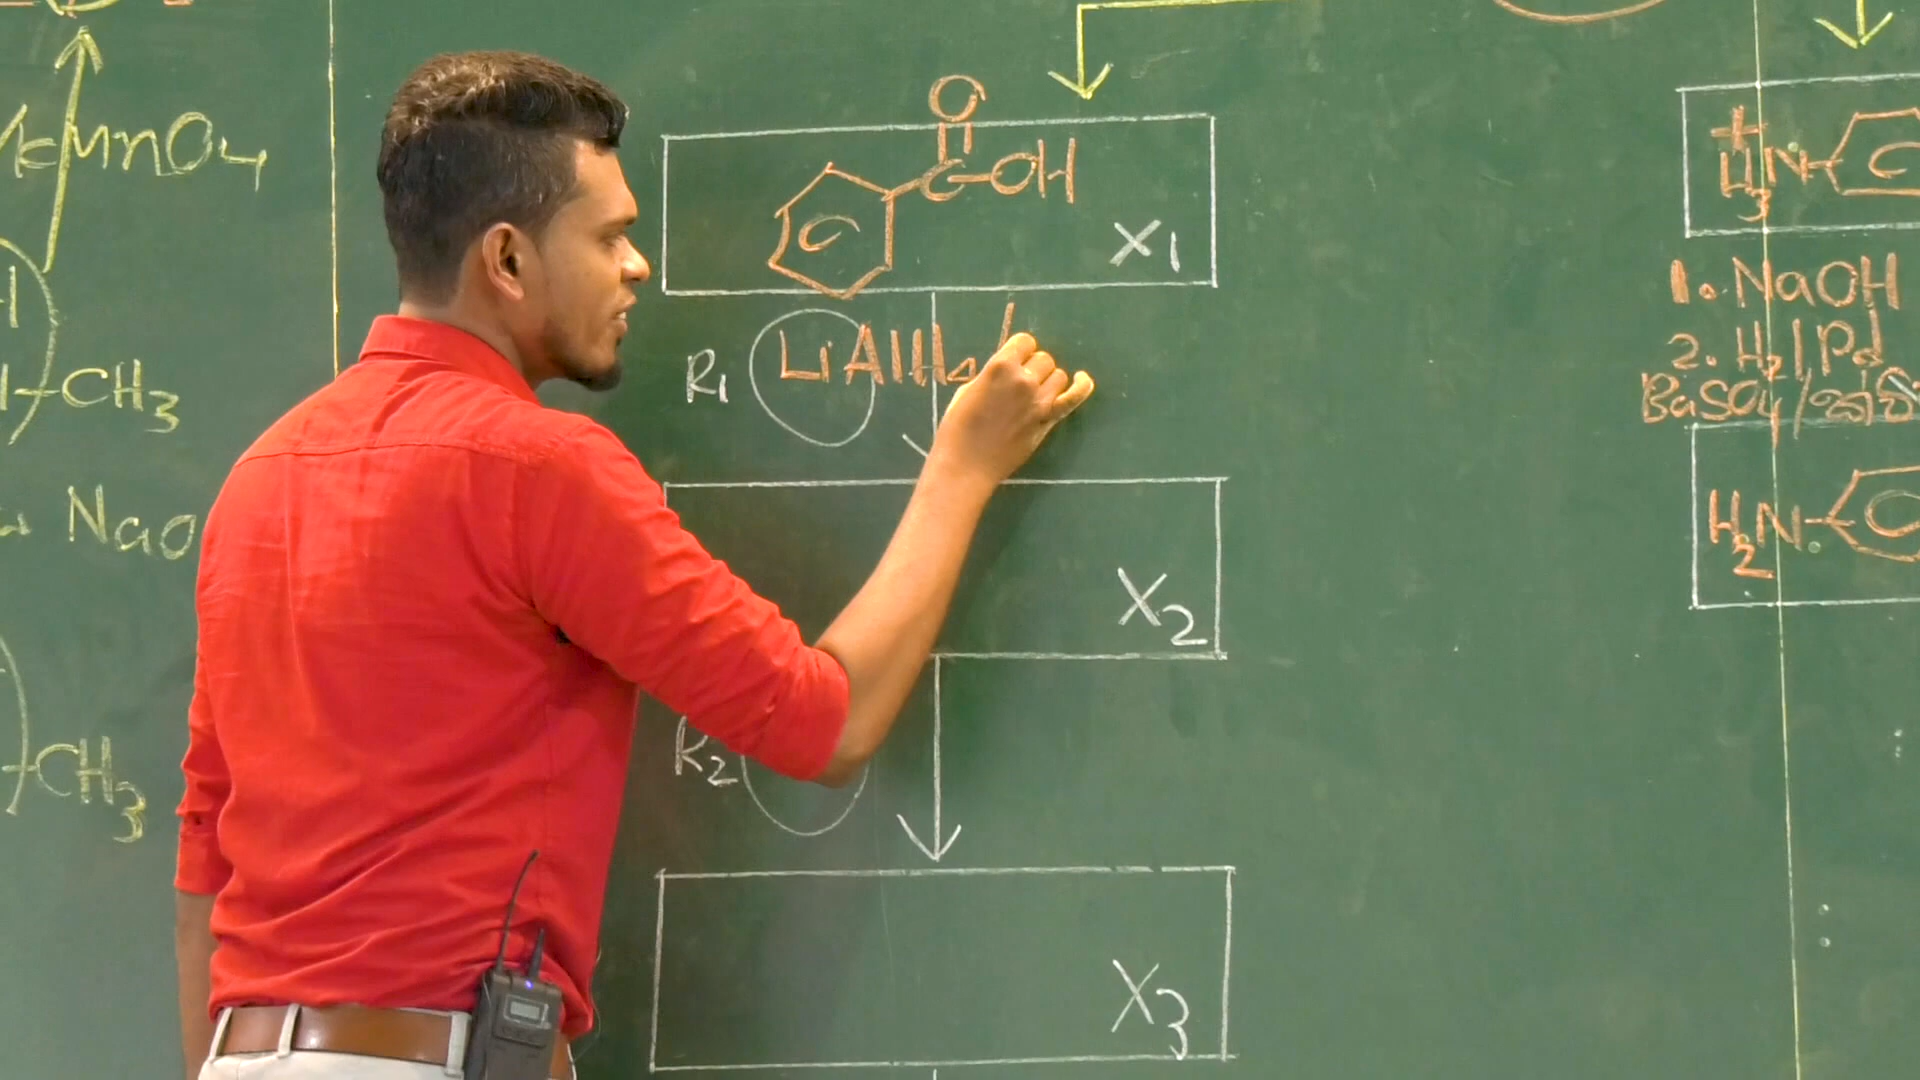 KMnO4
CH3
NaO
CH3
O
C-OH
X1
R1 LiAlH4/
X2
R2
X3
+
H3N-
1. NaOH
2. H2/Pd
BaSO4/
H2N-